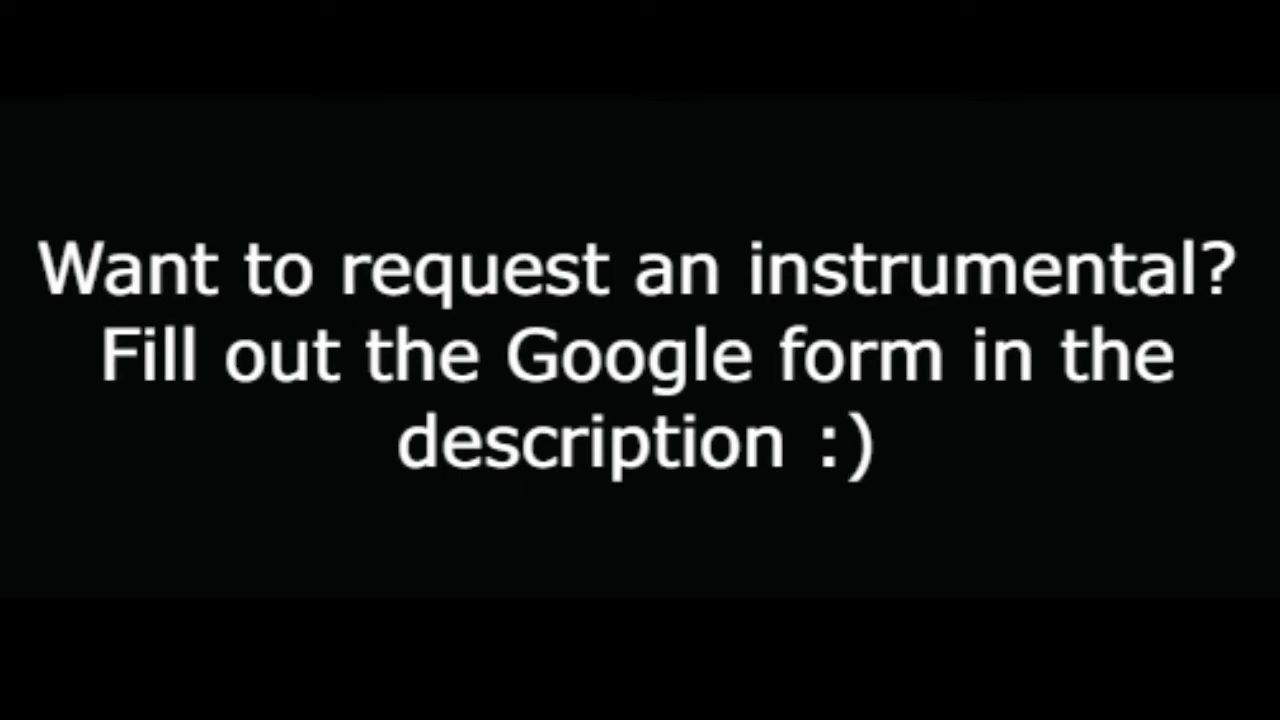 Want to request an instrumental?
Fill out the Google form in the
description :)